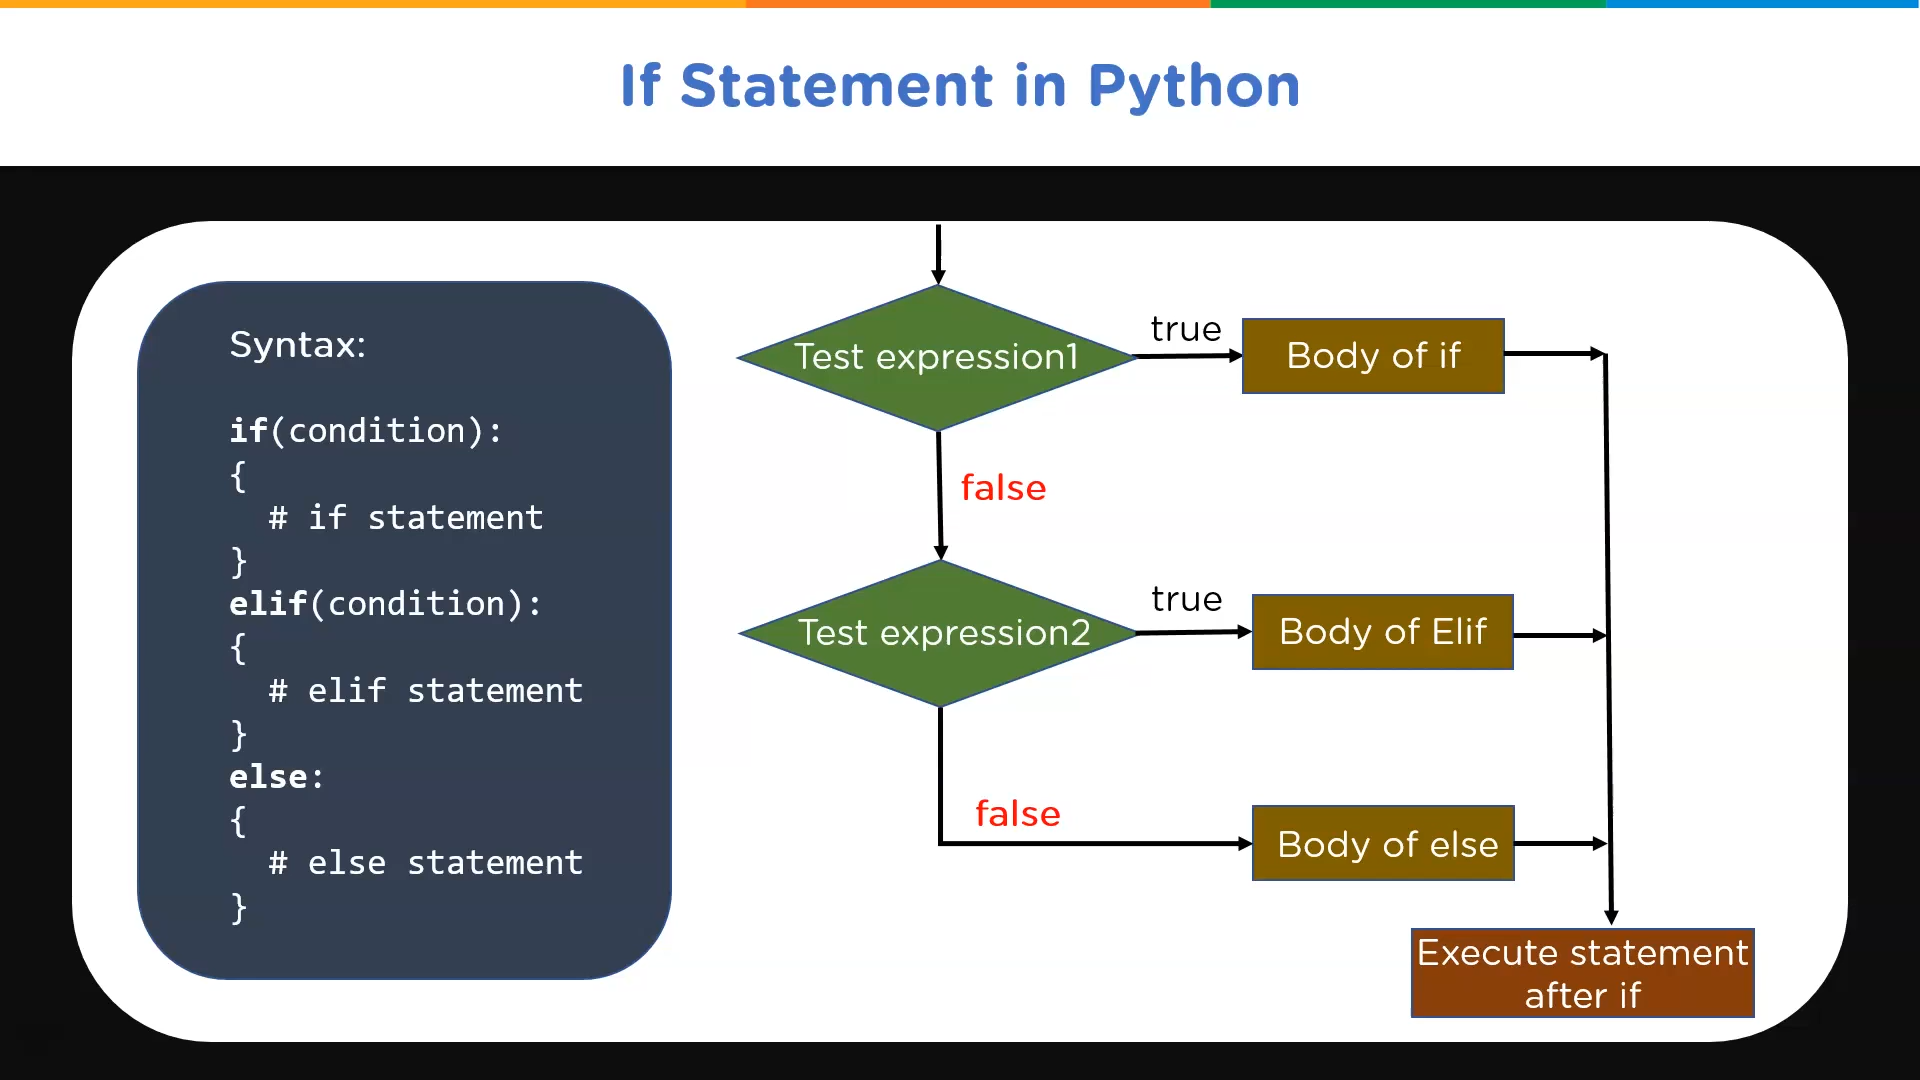 If Statement in Python
Syntax:
if(condition):
{
# if statement
}
elif(condition):
{
# elif statement
}
else:
{
# else statement
}
Test expression1
true
Body of if
false
Test expression2
true
Body of Elif
false
Body of else
Execute statement
after if